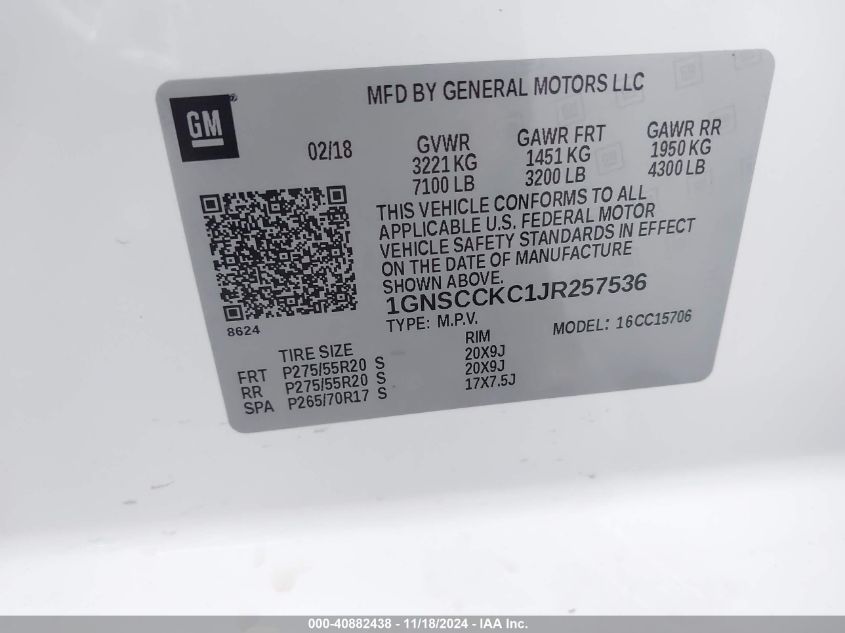 GM
MFD BY GENERAL MOTORS LLC
02/18
GVWR
3221 KG
7100 LB
GAWR FRT
1451 KG
3200 LB
GAWR RR
1950 KG
4300 LB
THIS VEHICLE CONFORMS TO ALL
APPLICABLE U.S. FEDERAL MOTOR
VEHICLE SAFETY STANDARDS IN EFFECT
ON THE DATE OF MANUFACTURE
SHOWN ABOVE.
1GNSCCKC1JR257536
TYPE: M.P.V.
MODEL: 16CC15706
8624
TIRE SIZE RIM
FRT P275/55R20 S 20X9J
RR P275/55R20 S 20X9J
SPA P265/70R17 S 17X7.5J
000-40882438 - 11/18/2024 - IAA Inc.